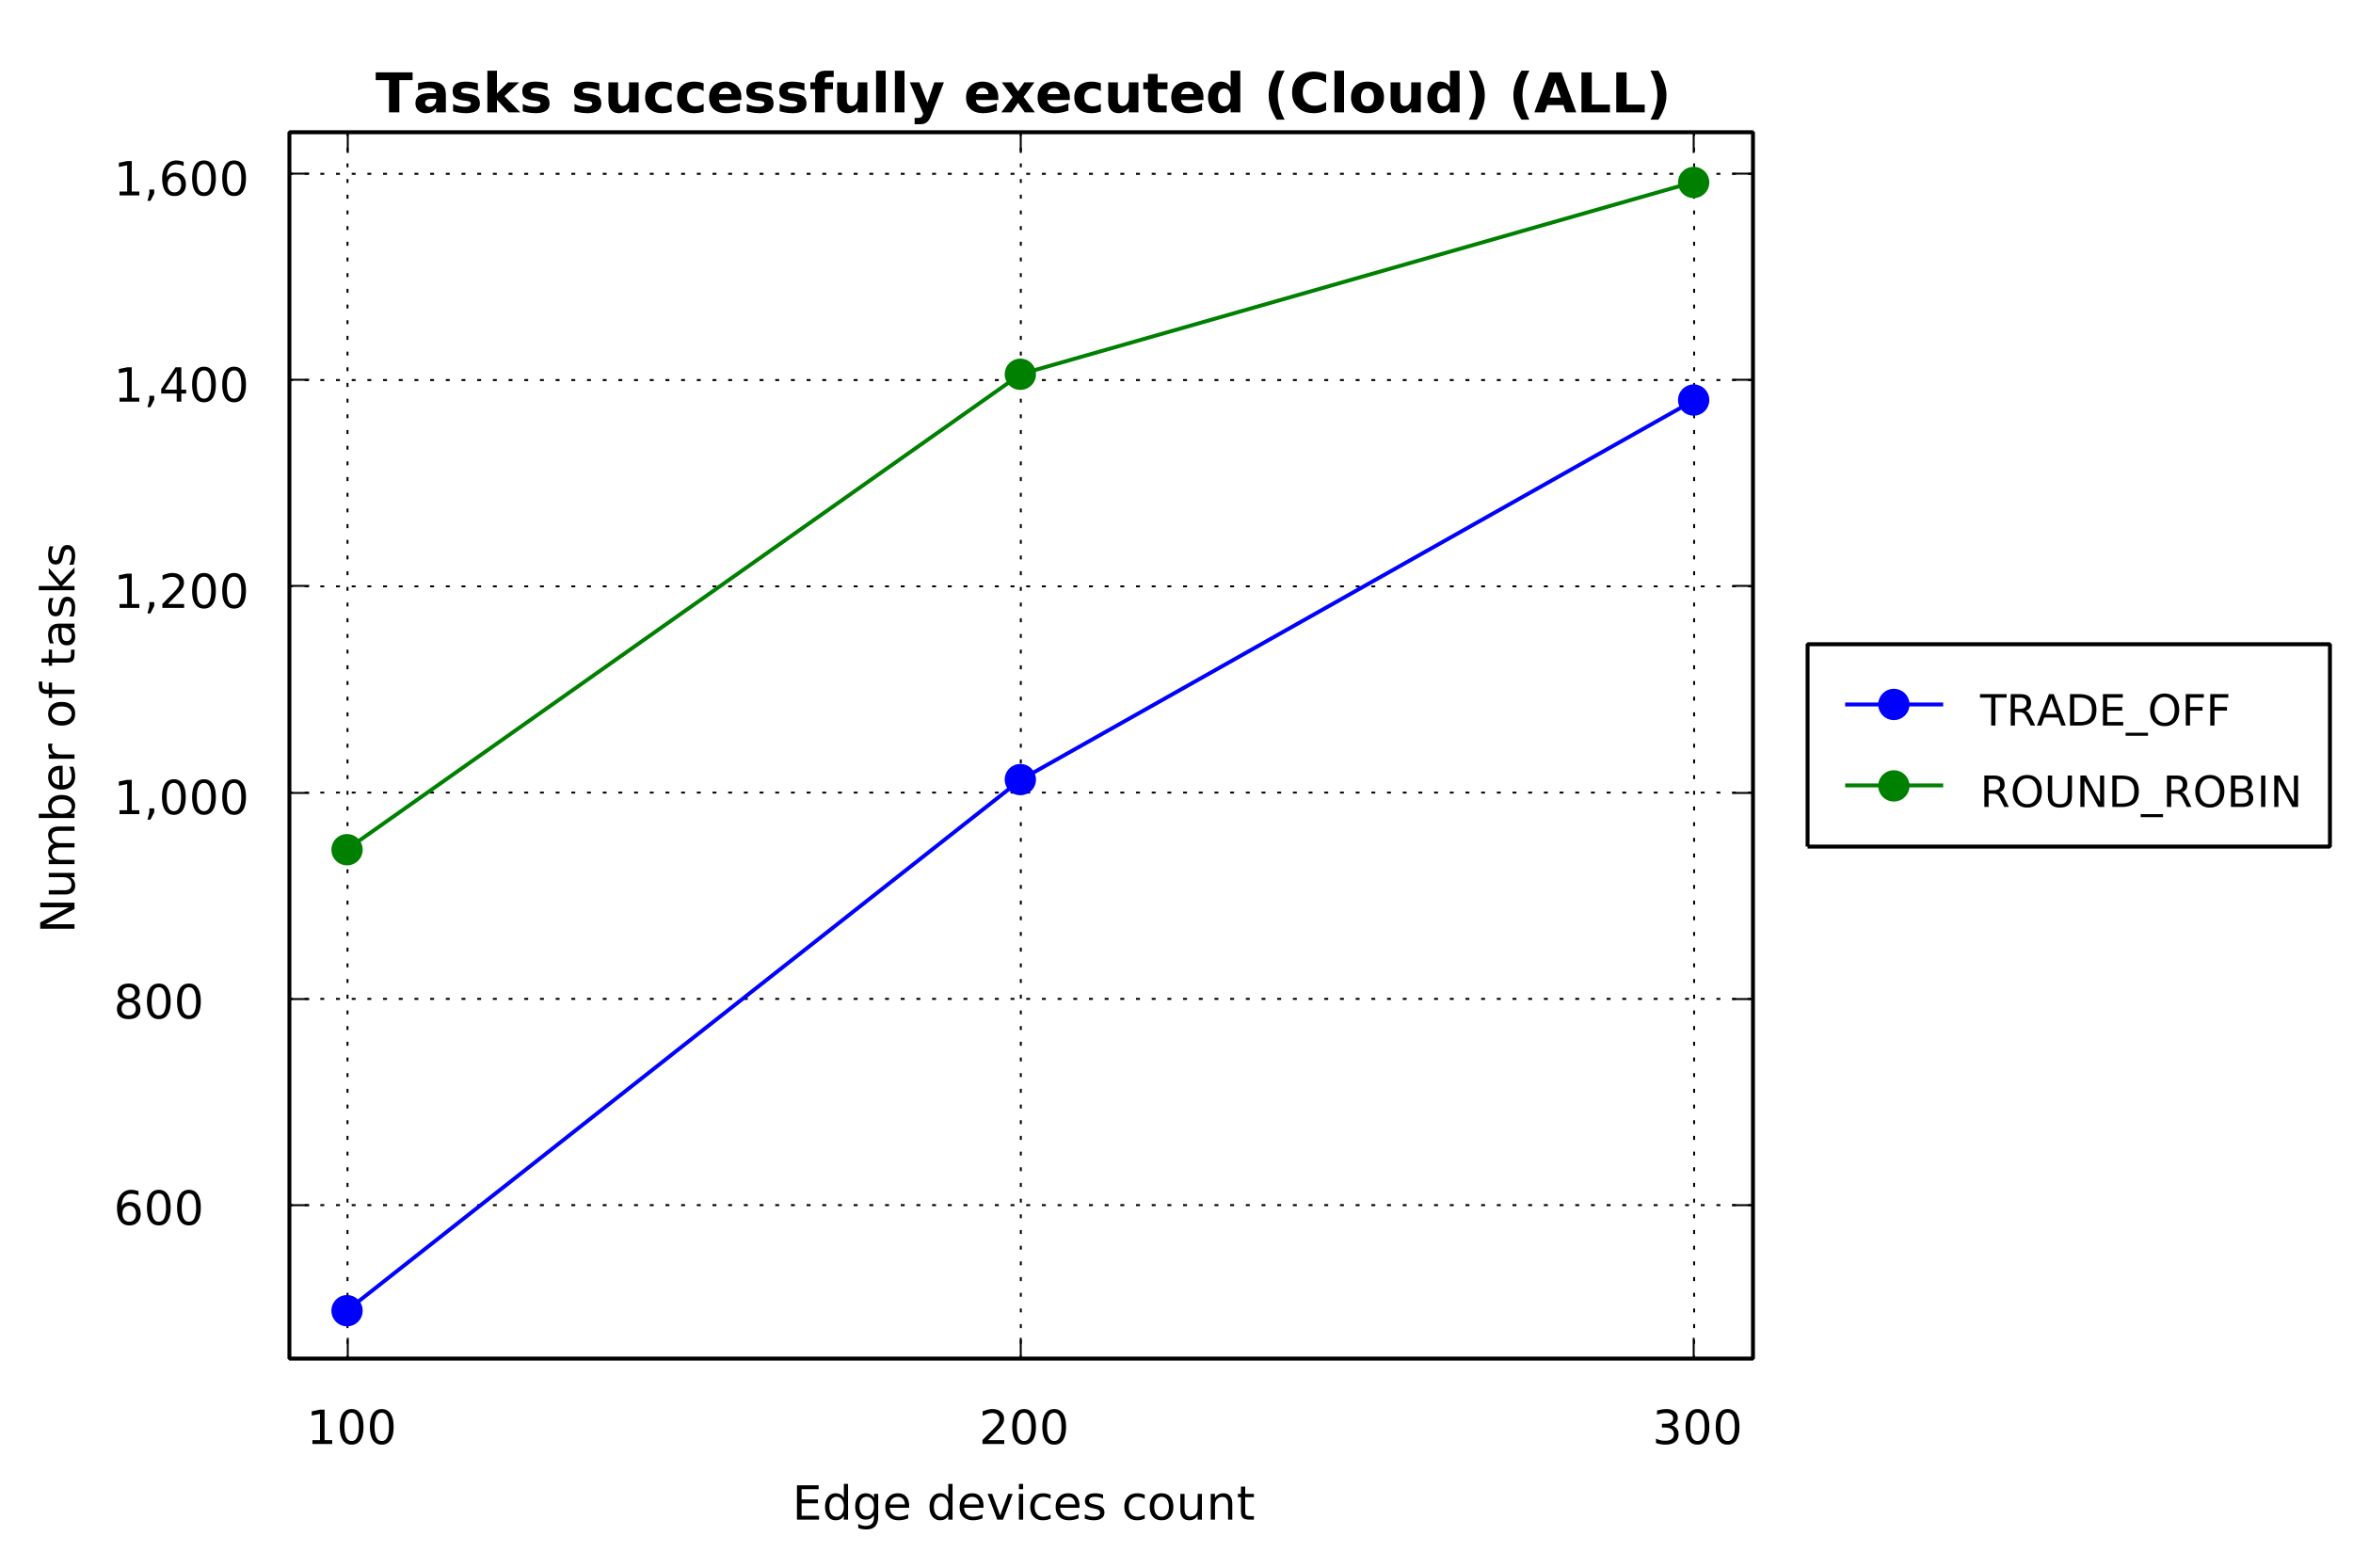 Tasks successfully executed (Cloud) (ALL)
1,600
1,400
1,200
1,000
800
600
Number of tasks
100 200 300
Edge devices count
TRADE_OFF
ROUND_ROBIN